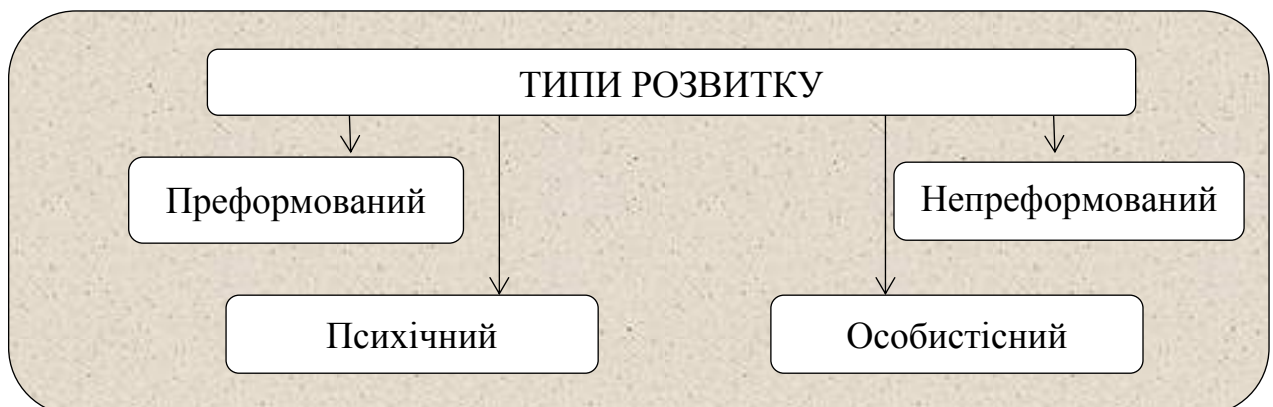 ТИПИ РОЗВИТКУ
Преформований
Непреформований
Психічний
Особистісний